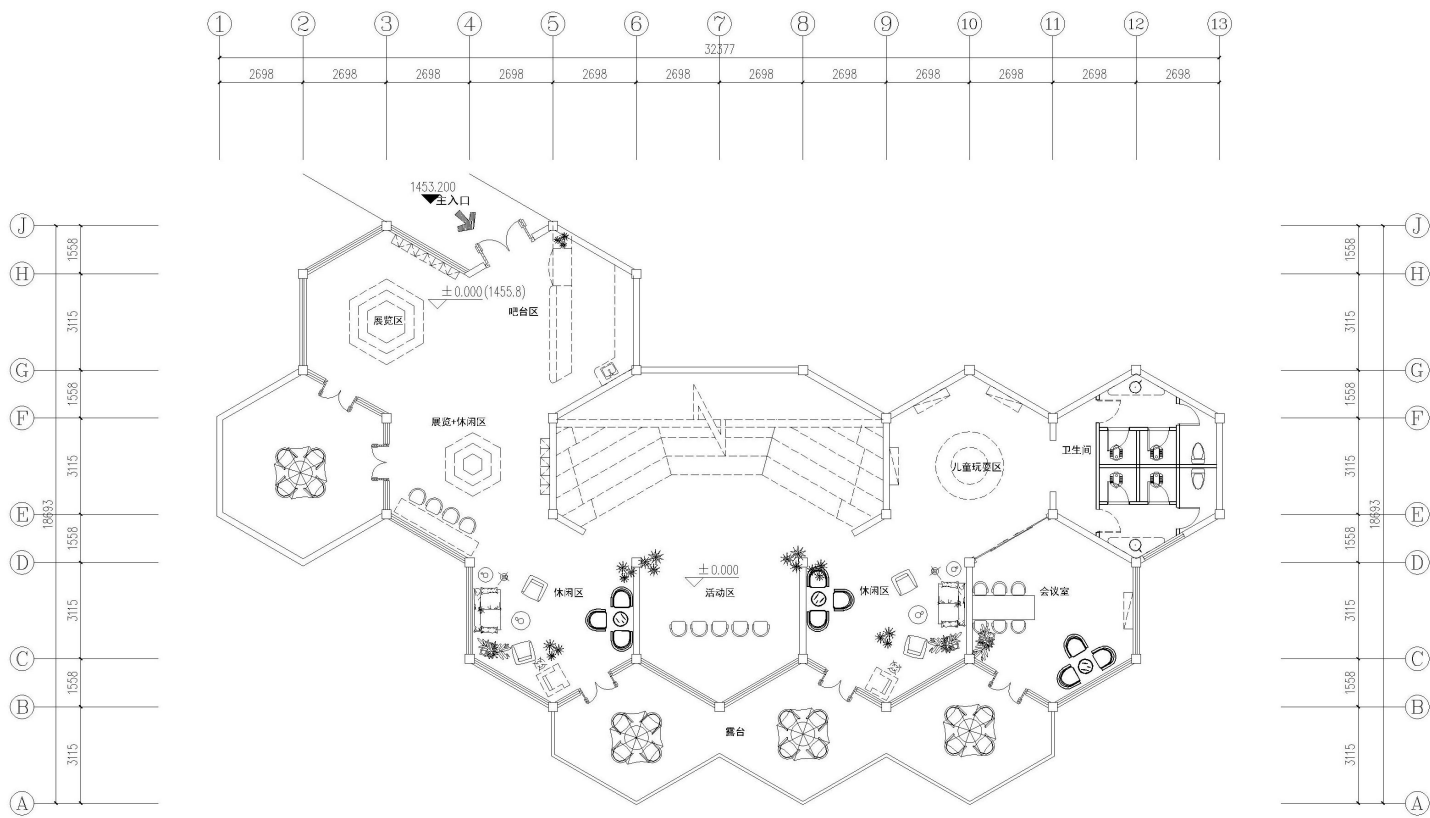 1 2 3 4 5 6 7 8 9 10 11 12 13
32377
2698 2698 2698 2698 2698 2698 2698 2698 2698 2698 2698 2698
1453.200
主入口
J J
1558 1558
H H
±0.000(1455.8)
吧台区
展览区
3115 3115
G G
1558 1558
F F
展览+休闲区
卫生间
儿童玩耍区
3115 3115
18693 18693
E E
1558 1558
D D
±0.000
休闲区 活动区 休闲区 会议室
3115 3115
C C
1558 1558
B B
露台
3115 3115
A A